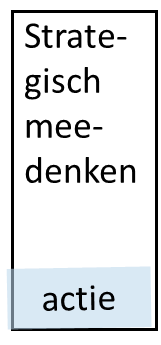 Strate-
gisch
mee-
denken
actie